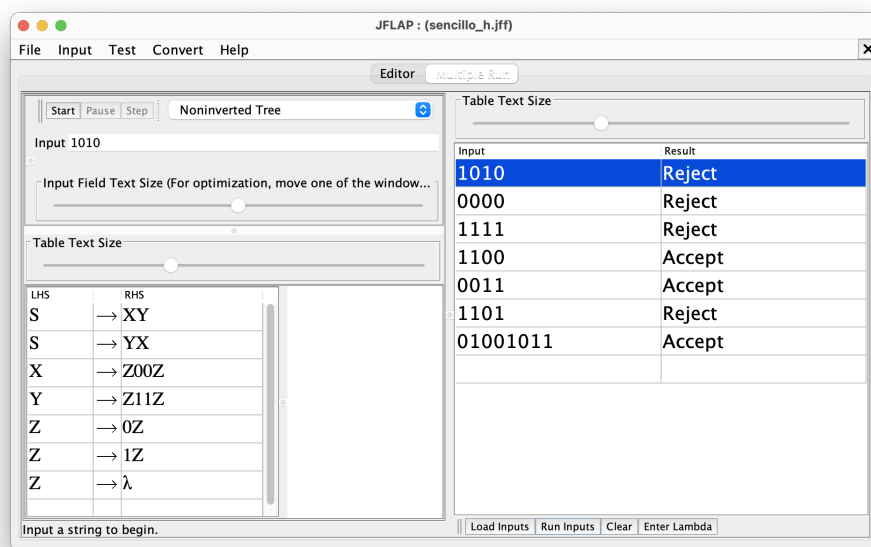 JFLAP : (sencillo_h.jff)
File Input Test Convert Help
Editor Multiple Run
Start Pause Step Noninverted Tree
Input 1010
Input Field Text Size (For optimization, move one of the window...
Table Text Size
LHS RHS
S → XY
S → YX
X → Z00Z
Y → Z11Z
Z → 0Z
Z → 1Z
Z → λ
Input a string to begin.
Table Text Size
Input Result
1010 Reject
0000 Reject
1111 Reject
1100 Accept
0011 Accept
1101 Reject
01001011 Accept
Load Inputs Run Inputs Clear Enter Lambda